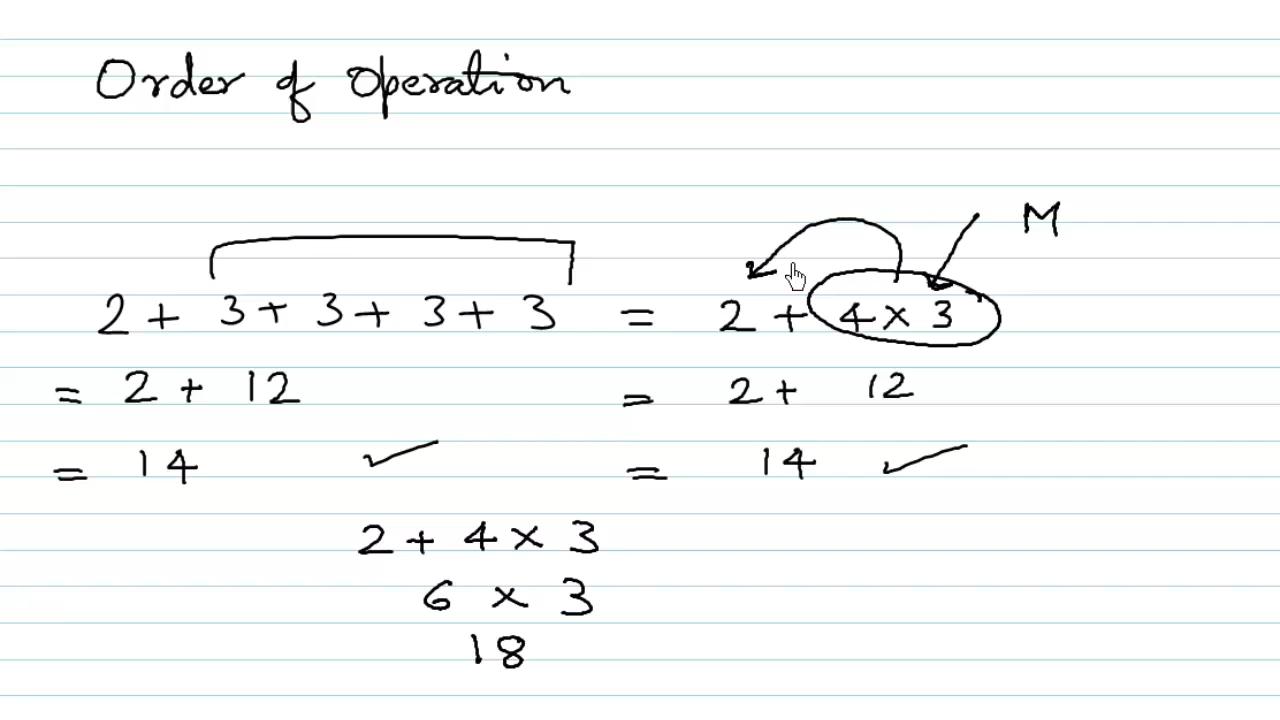 Order of Operation
M
2 + 3 + 3 + 3 + 3 = 2 + 4 × 3
= 2 + 12 = 2 + 12
= 14 ✓ = 14 ✓
2 + 4 × 3
6 × 3
18